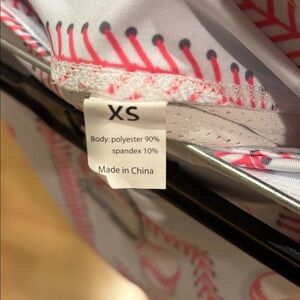 XS
Body: polyester 90%
spandex 10%
Made in China